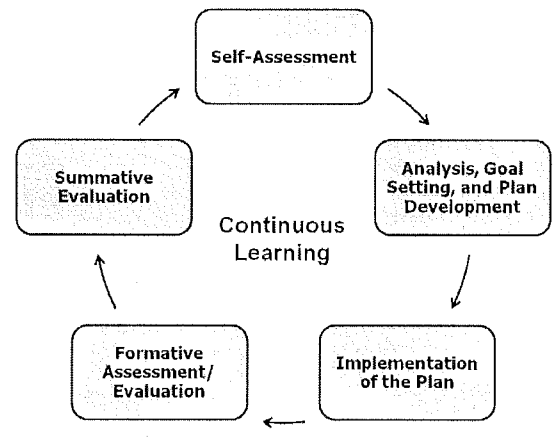 Self-Assessment
Analysis, Goal
Setting, and Plan
Development
Implementation
of the Plan
Formative
Assessment/
Evaluation
Summative
Evaluation
Continuous
Learning